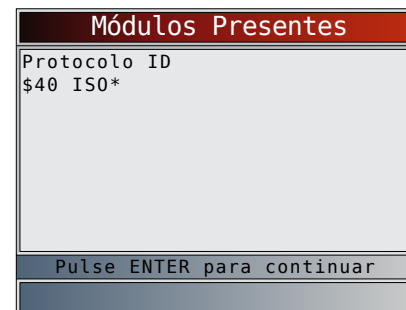 Módulos Presentes
Protocolo ID
$40 ISO*
Pulse ENTER para continuar